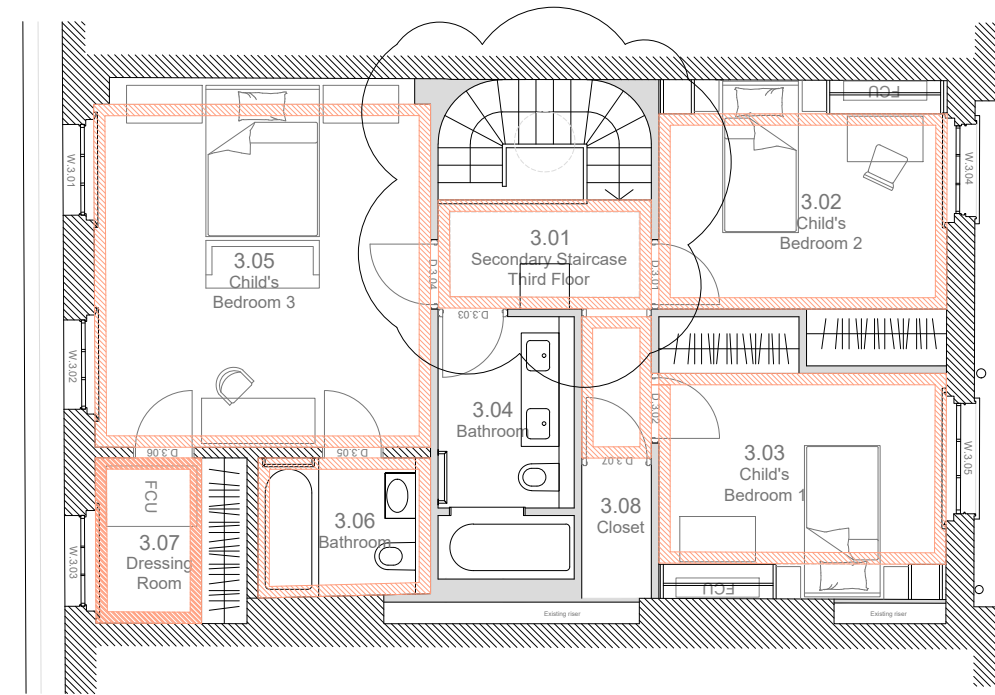 FCU
W.3.01
W.3.04
3.02
Child's
Bedroom 2
3.01
Secondary Staircase
Third Floor
3.05
Child's
Bedroom 3
D.3.04
D.3.01
D.3.03
W.3.02
D.3.02
3.04
Bathroom
3.03
Child's
Bedroom 1
W.3.05
D.3.06
D.3.05
D.3.07
FCU
3.08
Closet
3.06
Bathroom
3.07
Dressing
Room
W.3.03
FCU
Existing riser
Existing riser